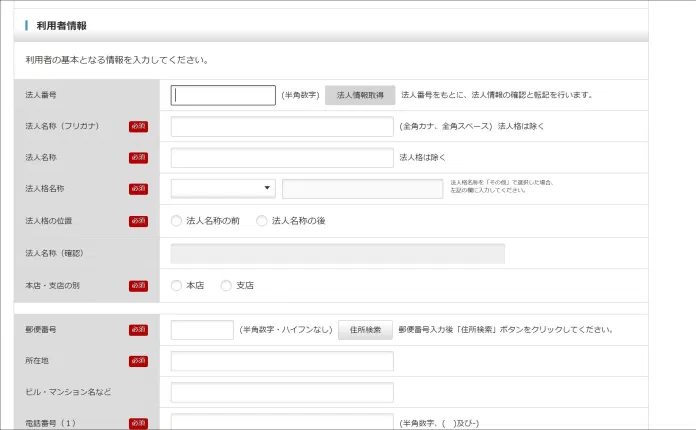 利用者情報
利用者の基本となる情報を入力してください。
法人番号 (半角数字) 法人情報取得 法人番号をもとに、法人情報の確認と転記を行います。
法人名称（フリガナ） 必須 (全角カナ、全角スペース) 法人格は除く
法人名称 必須 法人格は除く
法人格名称 必須 法人格名称を「その他」で選択した場合、
左記の欄に入力してください。
法人格の位置 必須 法人名称の前 法人名称の後
法人名称（確認）
本店・支店の別 必須 本店 支店
郵便番号 必須 (半角数字・ハイフンなし) 住所検索 郵便番号入力後「住所検索」ボタンをクリックしてください。
所在地 必須
ビル・マンション名など
電話番号（１） 必須 (半角数字、( )及び-)